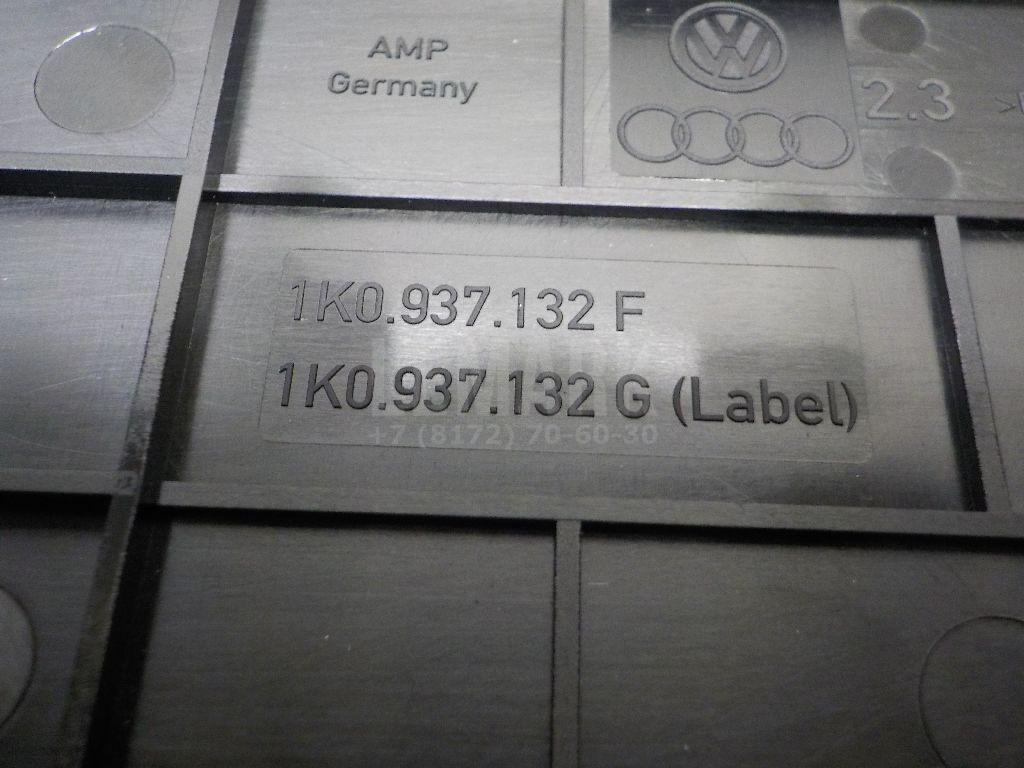 AMP
Germany
2.3
1K0.937.132 F
1K0.937.132 G (Label)
+7 (8172) 70-60-30